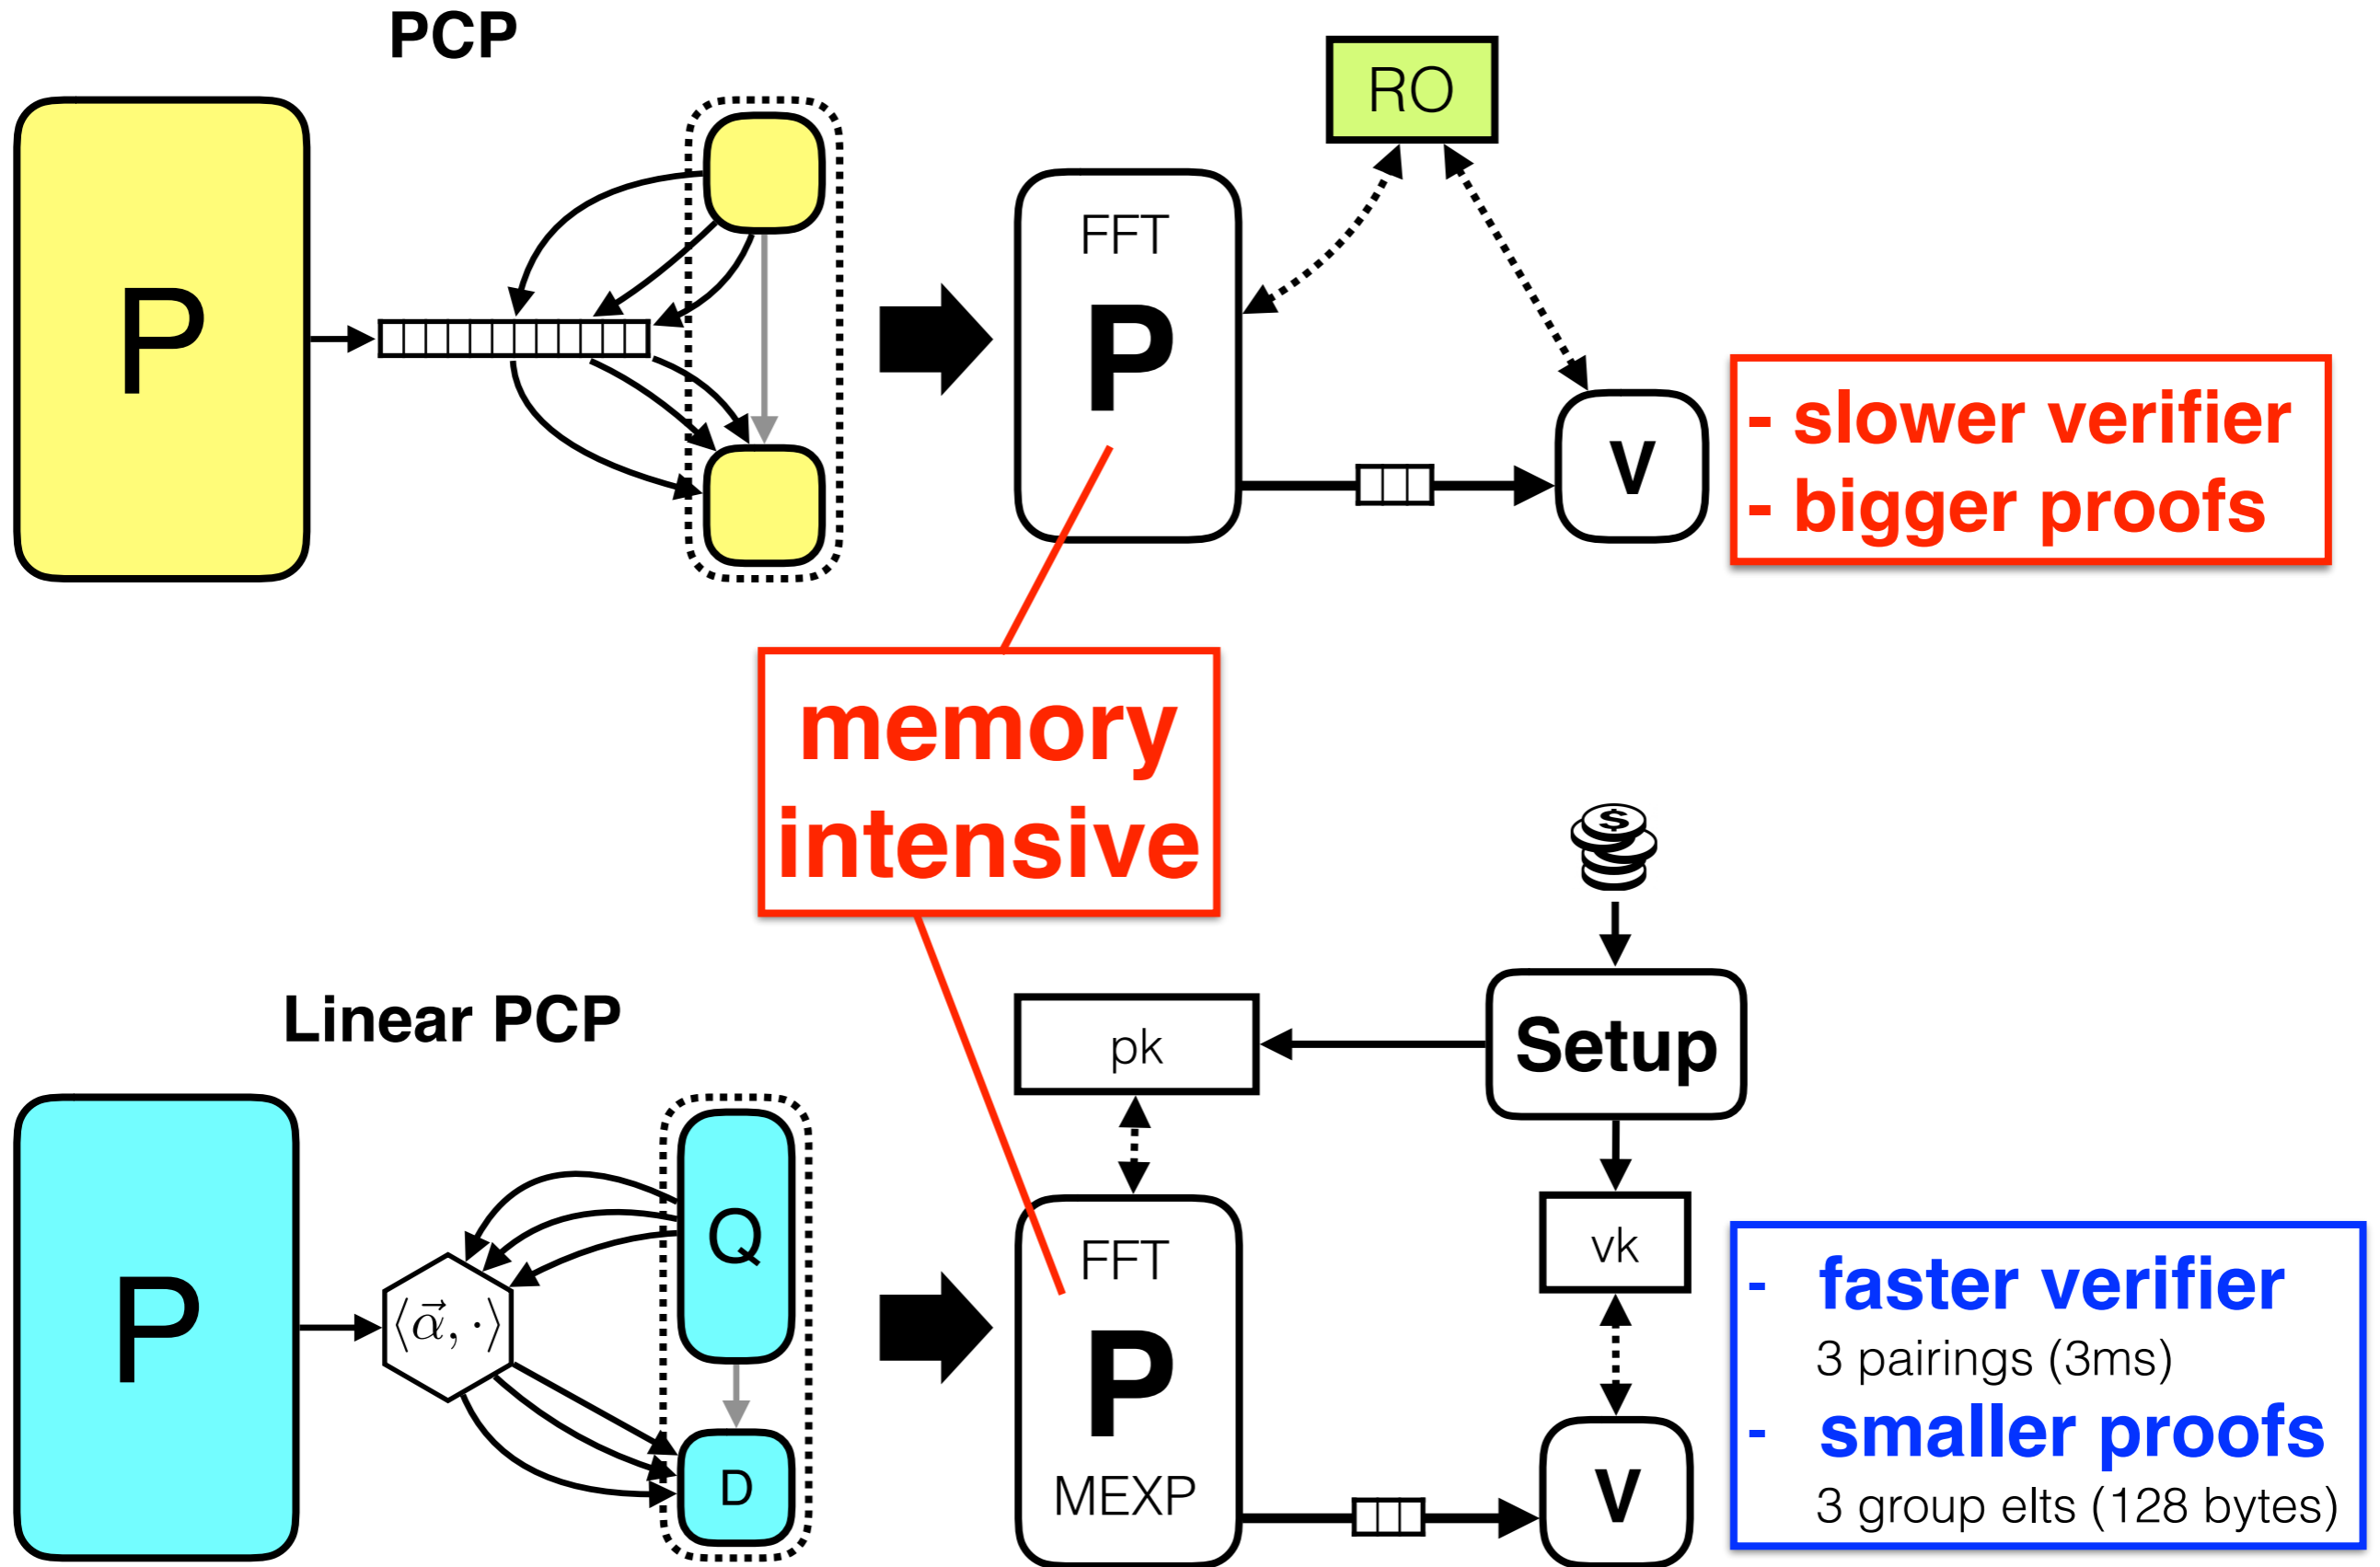 PCP
RO
P
FFT
P
V
- slower verifier
- bigger proofs
memory
intensive
$
Linear PCP
pk
Setup
P
Q
⟨α⃗, ·⟩
D
FFT
P
MEXP
vk
V
- faster verifier
3 pairings (3ms)
- smaller proofs
3 group elts (128 bytes)